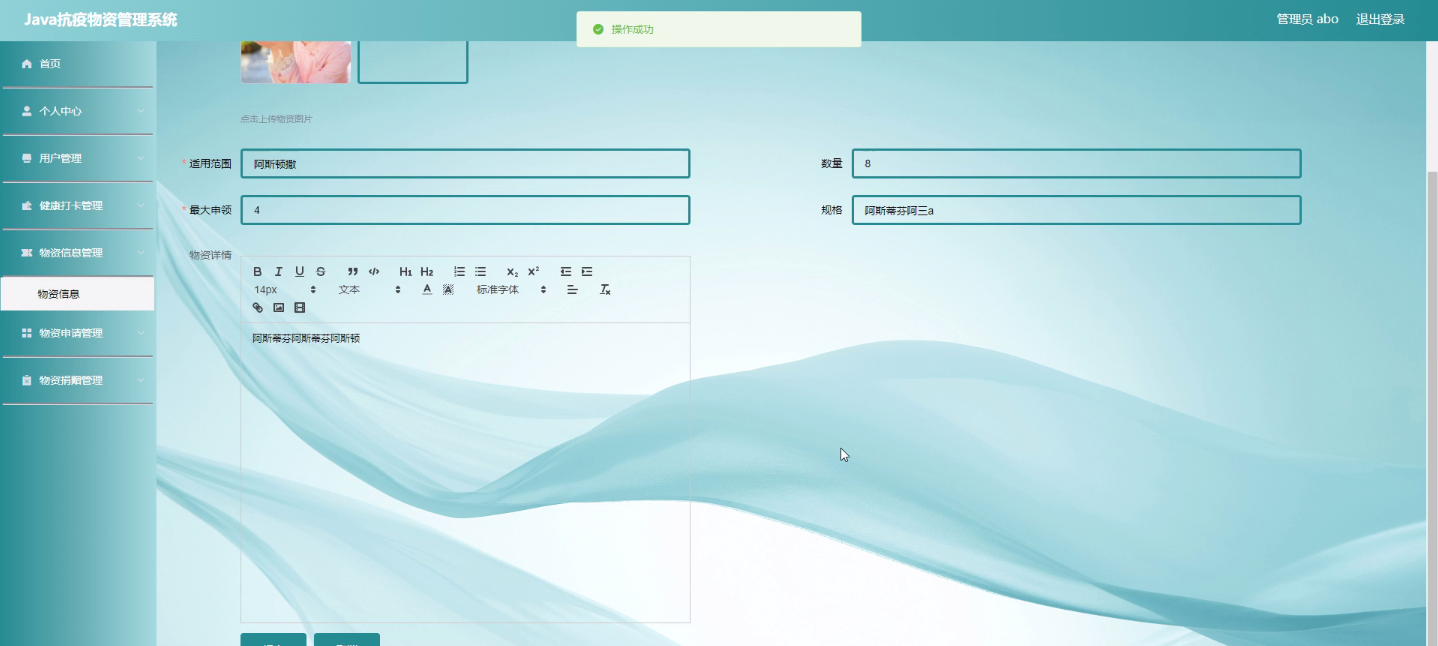 Java抗疫物资管理系统
操作成功
管理员 abo
退出登录
首页
个人中心
用户管理
健康打卡管理
物资信息管理
物资信息
物资申请管理
物资捐赠管理
点击上传物资图片
* 适用范围
阿斯顿撒
数量
8
* 最大申领
4
规格
阿斯蒂芬阿三a
物资详情
B I U S H1 H2 X2 X2
14px 文本 A A 标准字体
阿斯蒂芬阿斯蒂芬阿斯顿